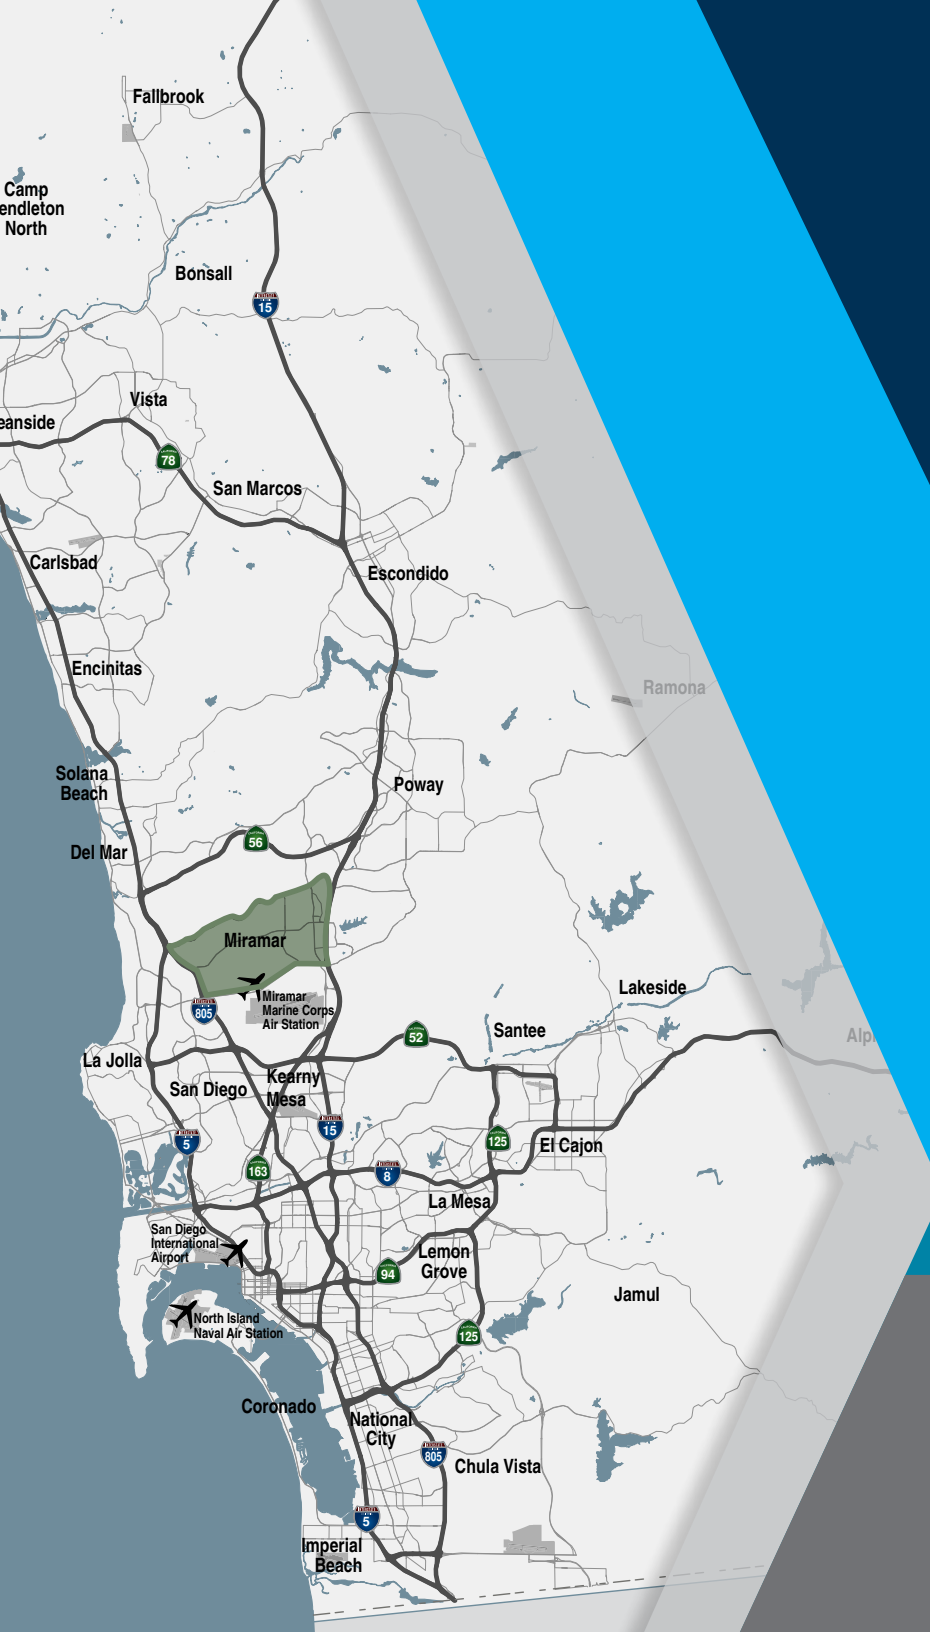 Fallbrook
Camp
endleton
North
Bonsall
15
Vista
eanside
78
San Marcos
Carlsbad
Escondido
Encinitas
Ramona
Solana
Beach
Poway
56
Del Mar
Miramar
Lakeside
Miramar
Marine Corps
Air Station
805
Santee
52
Alpi
La Jolla
Kearny
Mesa
San Diego
15
5
125
El Cajon
163
8
La Mesa
San Diego
International
Airport
Lemon
Grove
94
Jamul
North Island
Naval Air Station
125
Coronado
National
City
805
Chula Vista
5
Imperial
Beach